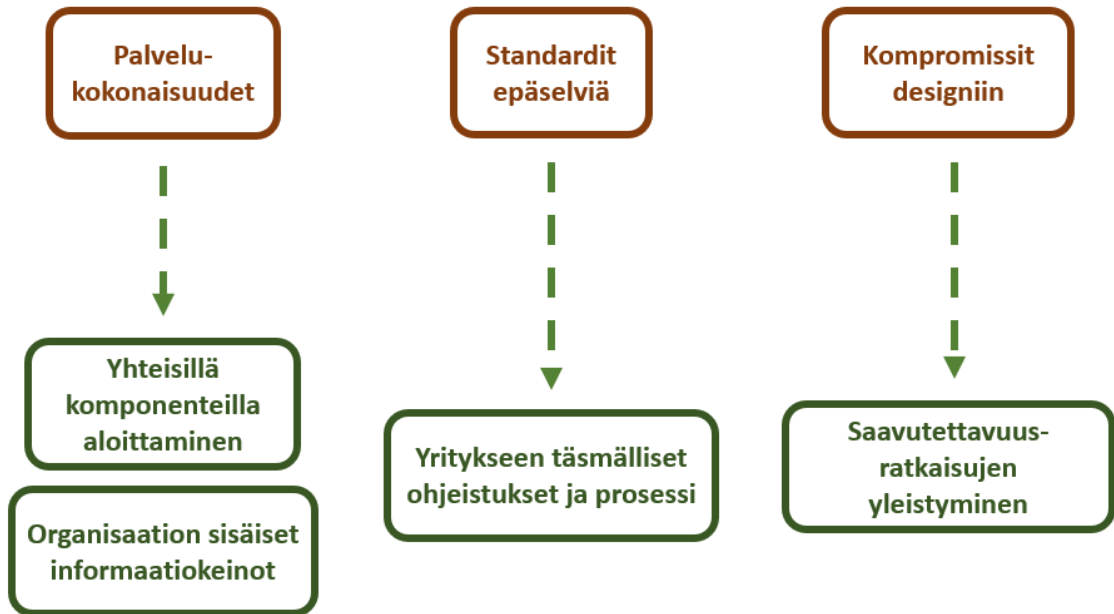 Palvelu-
kokonaisuudet
Standardit
epäselviä
Kompromissit
designiin
Yhteisillä
komponenteilla
aloittaminen
Organisaation sisäiset
informaatiokeinot
Yritykseen täsmälliset
ohjeistukset ja prosessi
Saavutettavuus-
ratkaisujen
yleistyminen